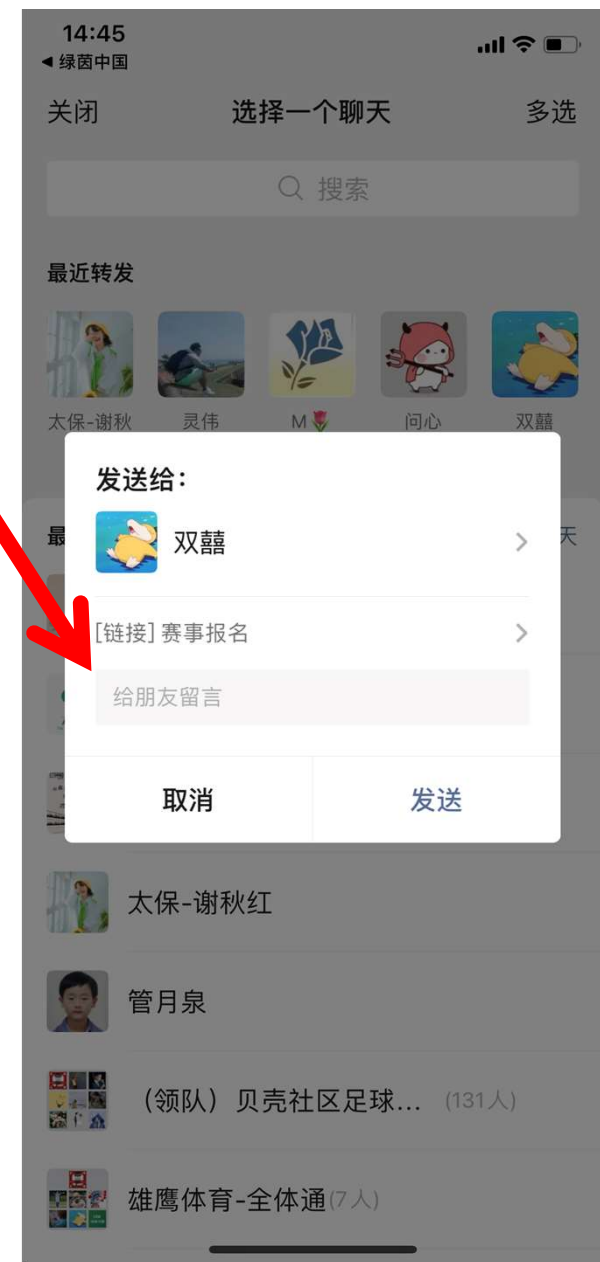 14:45
◀ 绿茵中国
关闭
选择一个聊天
多选
搜索
最近转发
太保-谢秋
灵伟
M🌷
问心
双囍
发送给：
最
双囍
天
[链接] 赛事报名
给朋友留言
取消
发送
太保-谢秋红
管月泉
（领队）贝壳社区足球... (131人)
雄鹰体育-全体通(7人)